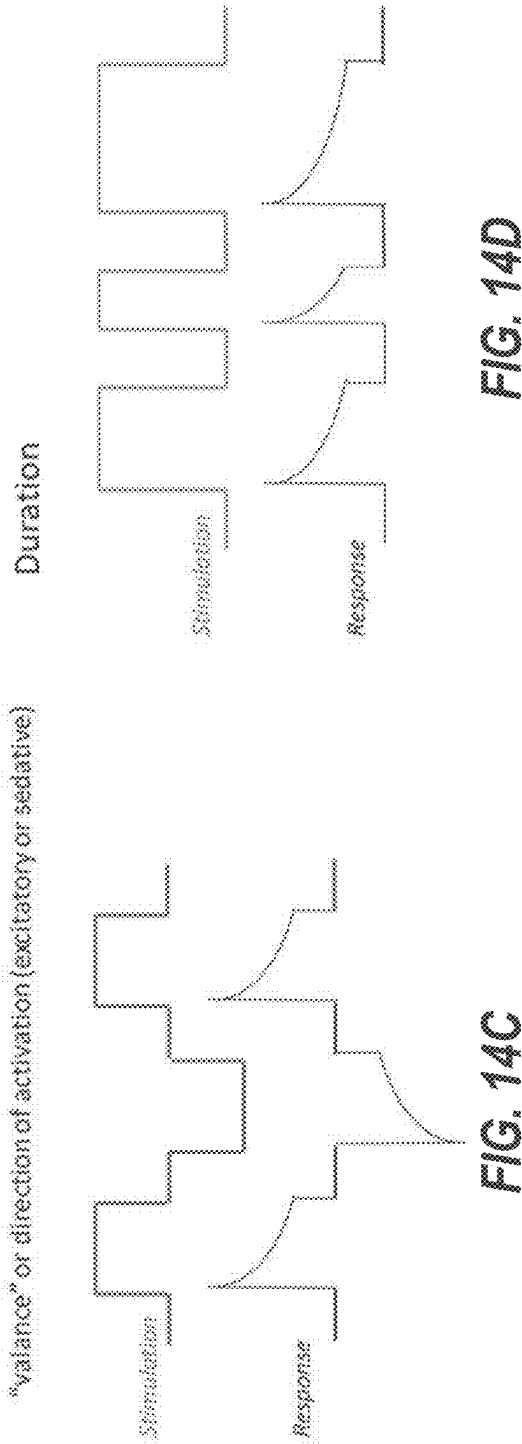 "valance" or direction of activation (excitatory or sedative)
Stimulation
Response
FIG. 14C
Duration
Stimulation
Response
FIG. 14D